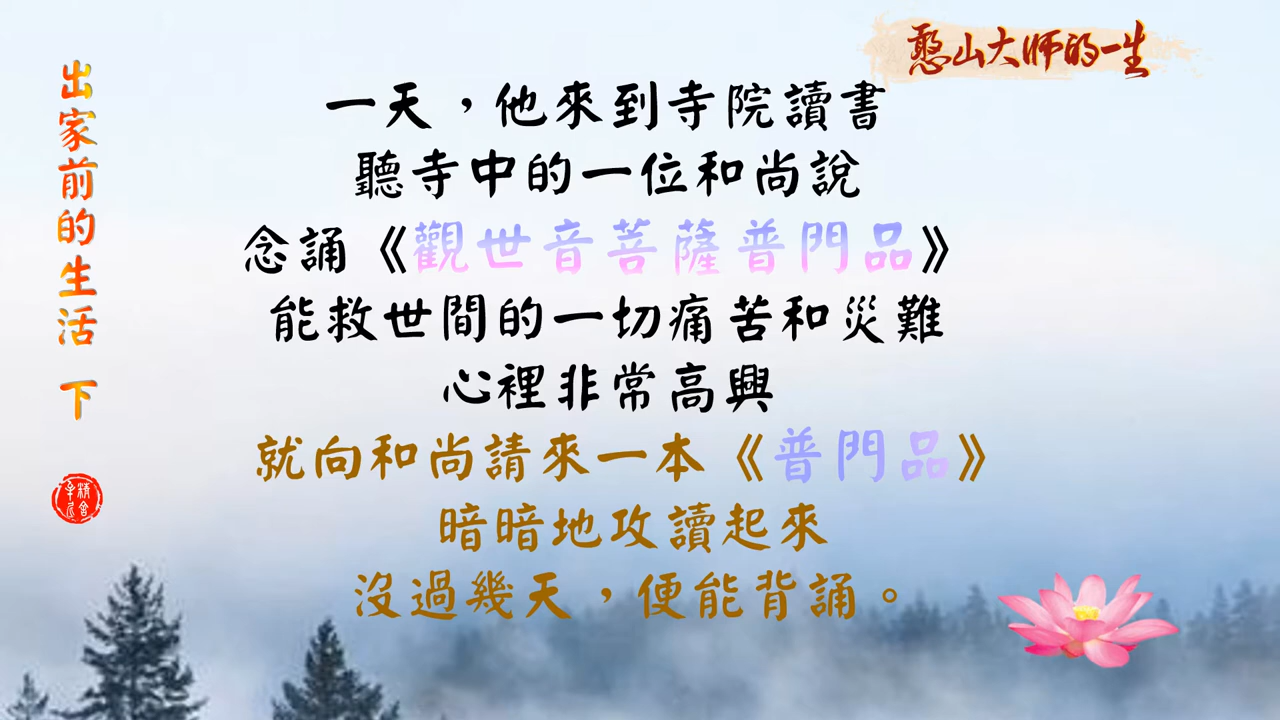 憨山大师的一生
出家前的生活 下
一天，他來到寺院讀書
聽寺中的一位和尚說
念誦《觀世音菩薩普門品》
能救世間的一切痛苦和災難
心裡非常高興
就向和尚請來一本《普門品》
暗暗地攻讀起來
沒過幾天，便能背誦。